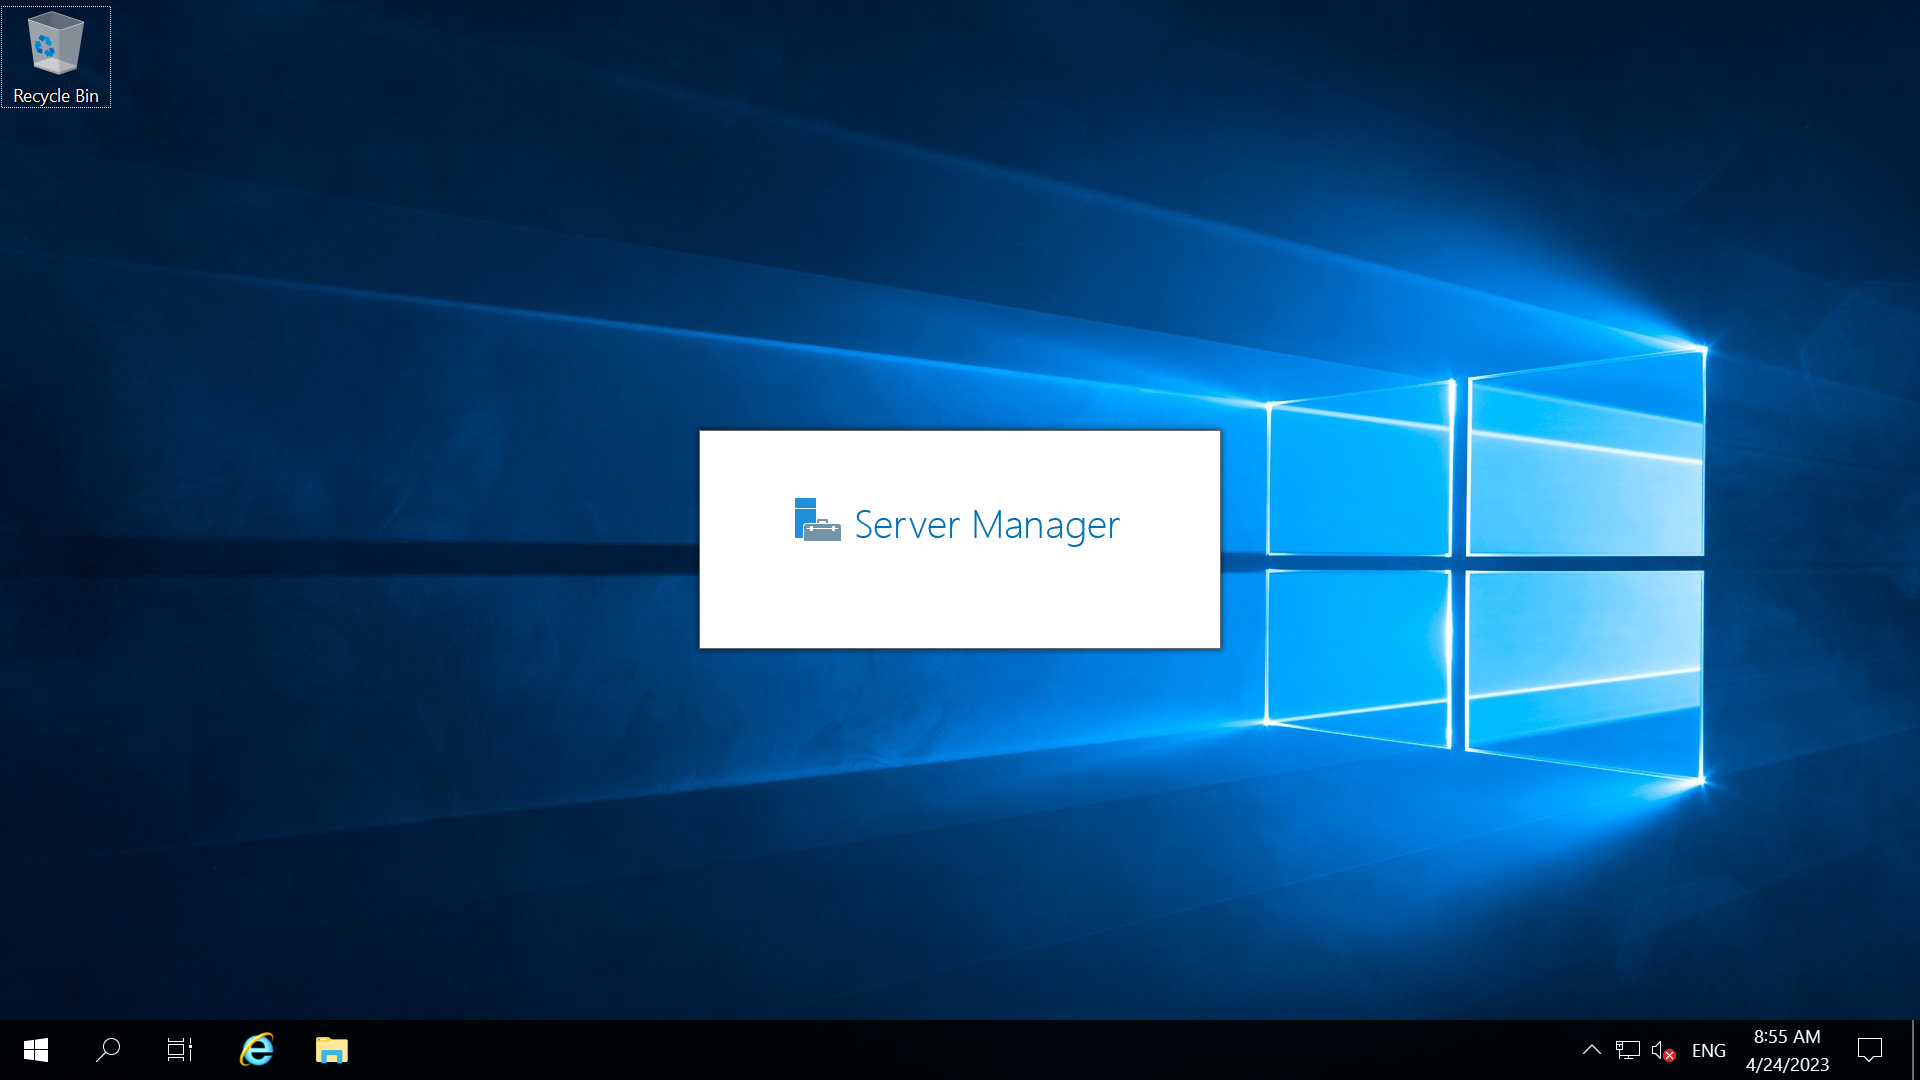 Recycle Bin
Server Manager
ENG
8:55 AM
4/24/2023